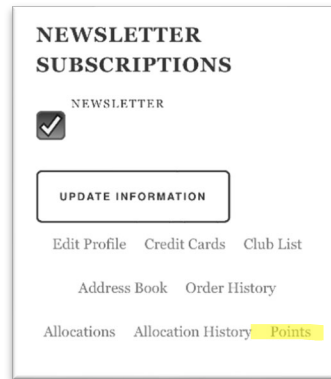 NEWSLETTER
SUBSCRIPTIONS
NEWSLETTER
UPDATE INFORMATION
Edit Profile Credit Cards Club List
Address Book Order History
Allocations Allocation History Points